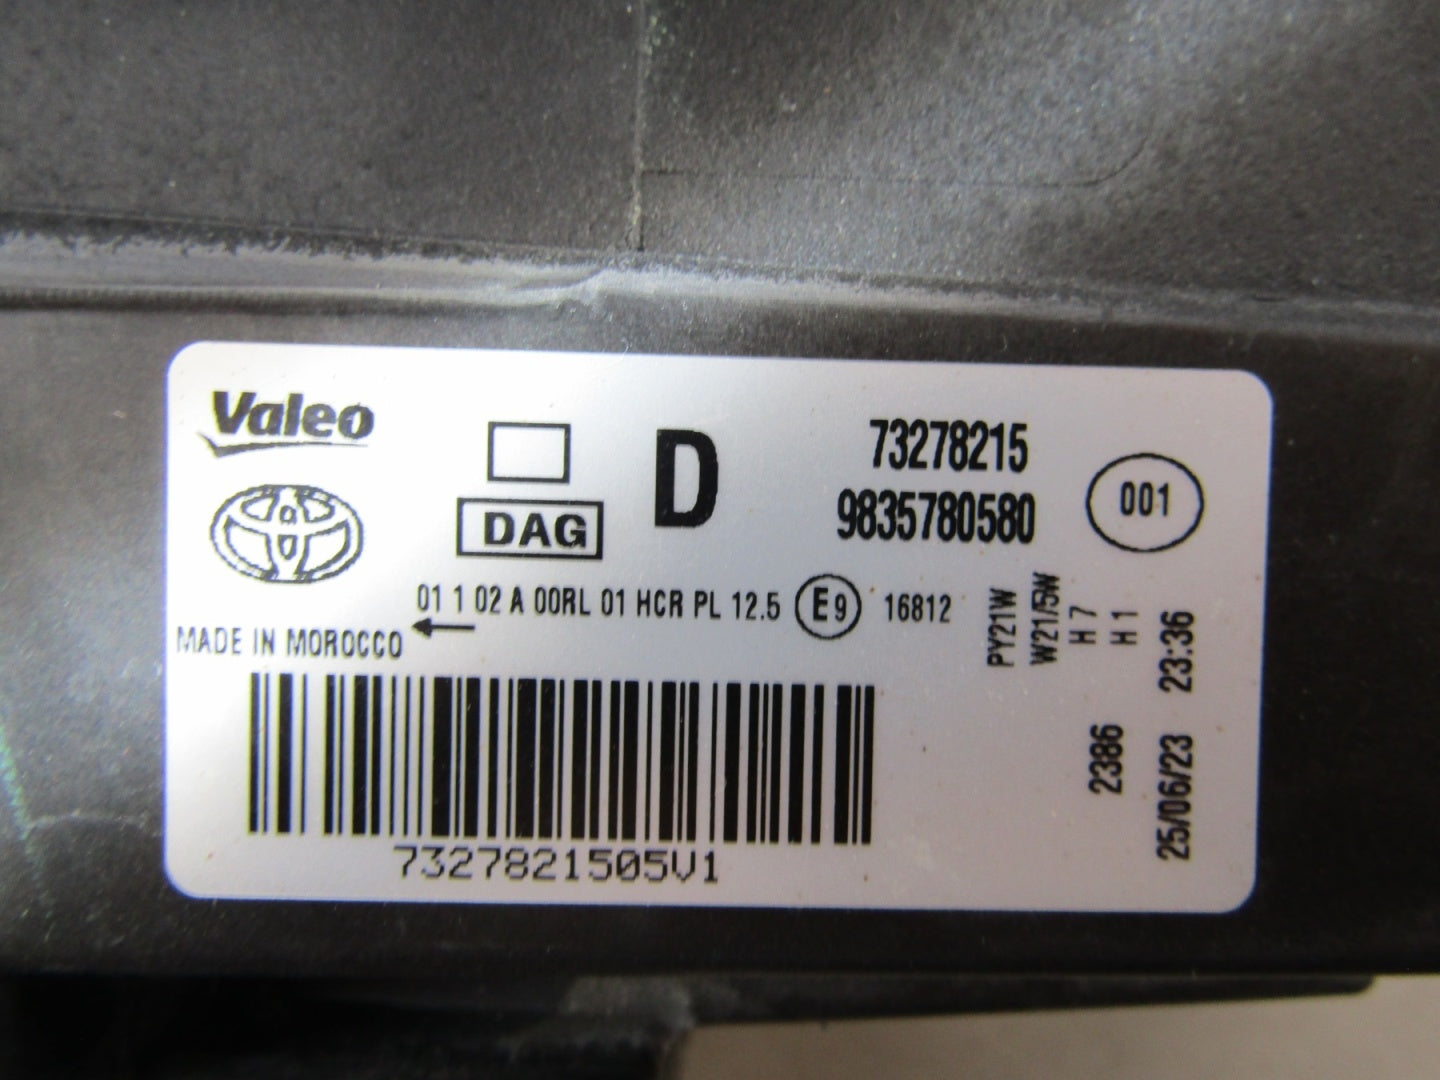 Valeo
DAG
D
73278215
9835780580
001
01 1 02 A 00RL 01 HCR PL 12.5 E9 16812
MADE IN MOROCCO
PY21W
W21/5W
H7
H1
2386
25/06/23 23:36
7327821505V1